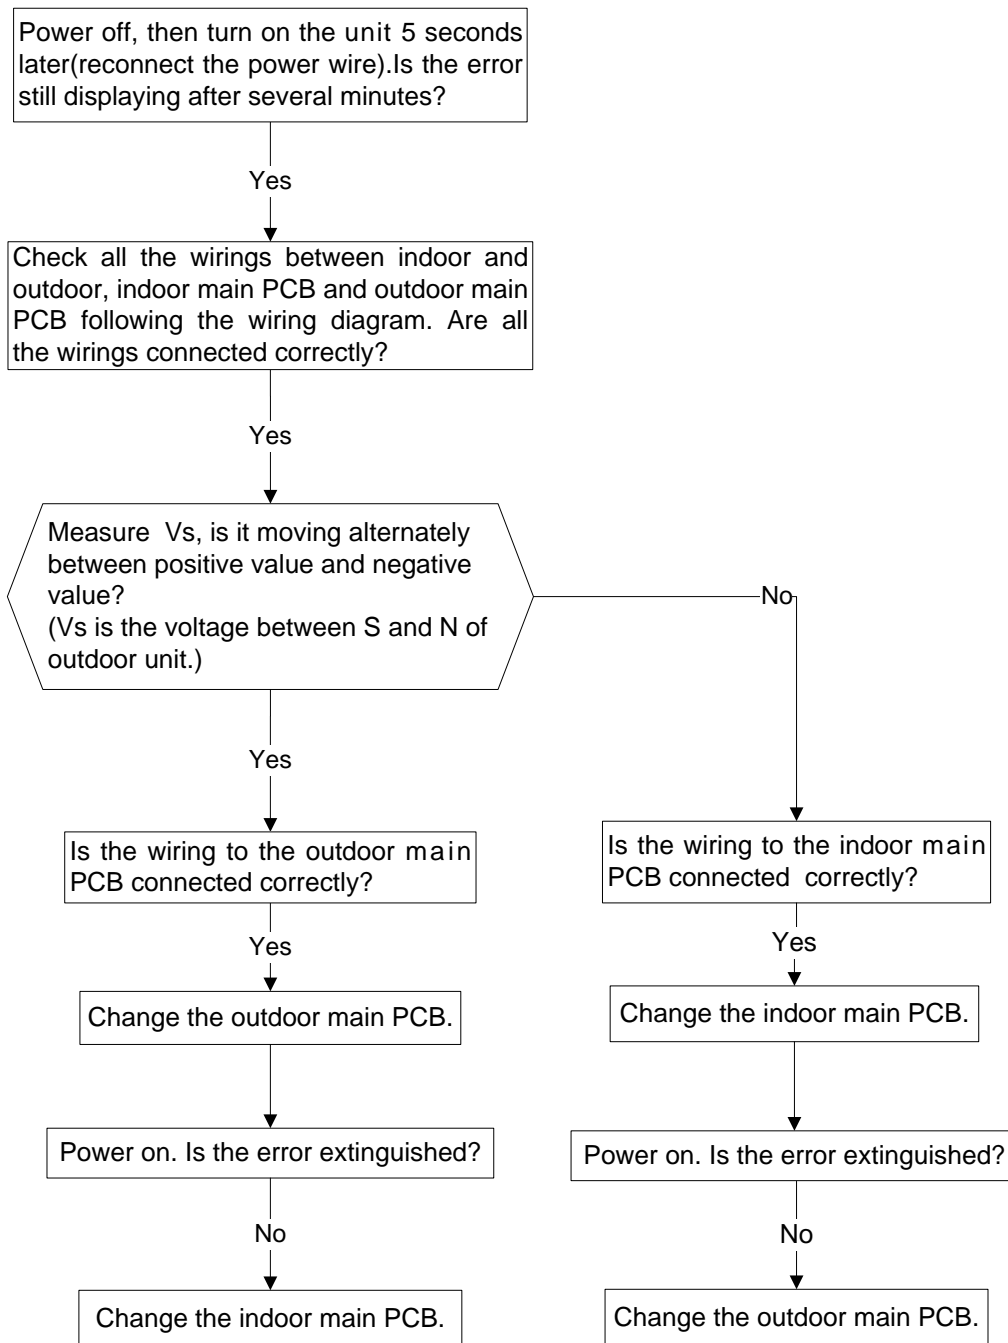 Power off, then turn on the unit 5 seconds
later(reconnect the power wire).Is the error
still displaying after several minutes?
Yes
Check all the wirings between indoor and
outdoor, indoor main PCB and outdoor main
PCB following the wiring diagram. Are all
the wirings connected correctly?
Yes
Measure Vs, is it moving alternately
between positive value and negative
value?
(Vs is the voltage between S and N of
outdoor unit.)
No
Yes
Is the wiring to the outdoor main
PCB connected correctly?
Is the wiring to the indoor main
PCB connected correctly?
Yes
Yes
Change the outdoor main PCB.
Change the indoor main PCB.
Power on. Is the error extinguished?
Power on. Is the error extinguished?
No
No
Change the indoor main PCB.
Change the outdoor main PCB.